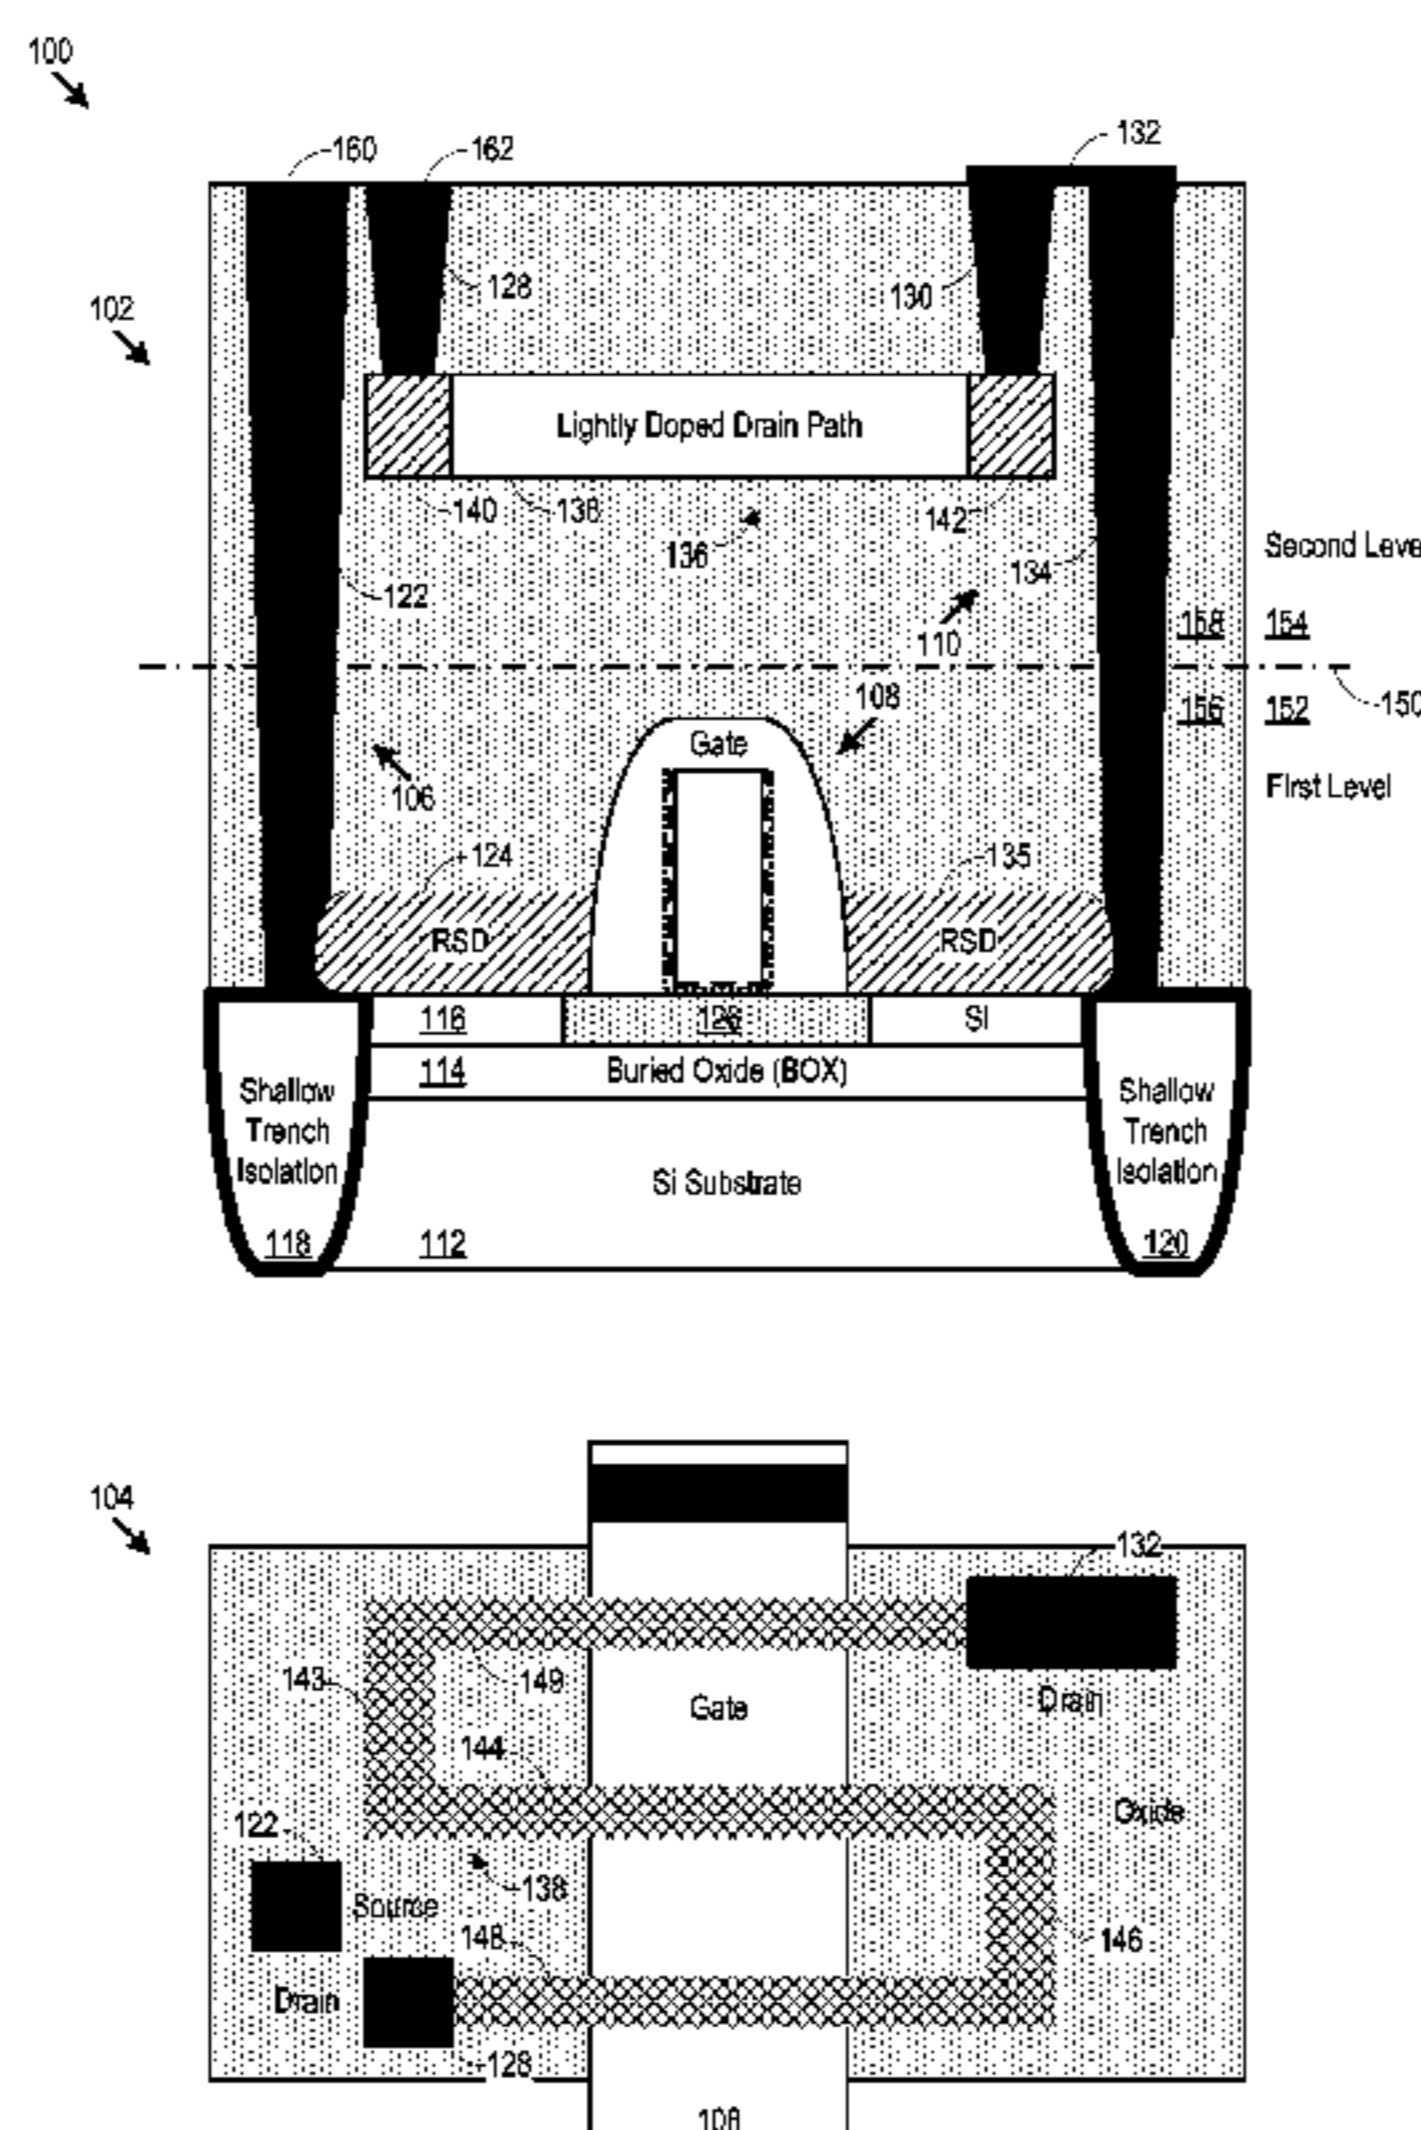 100
160
162
132
128
130
102
Lightly Doped Drain Path
140
138
142
136
Second Leve
134
122
158 154
110
108
150
156 152
Gate
106
First Level
124
135
RSD
RSD
116
126
Si
114
Buried Oxide (BOX)
Shallow
Trench
Isolation
Shallow
Trench
Isolation
Si Substrate
118
112
120
104
132
143
149
Gate
Drain
144
Oxide
122
138
Source
148
146
Drain
128
108